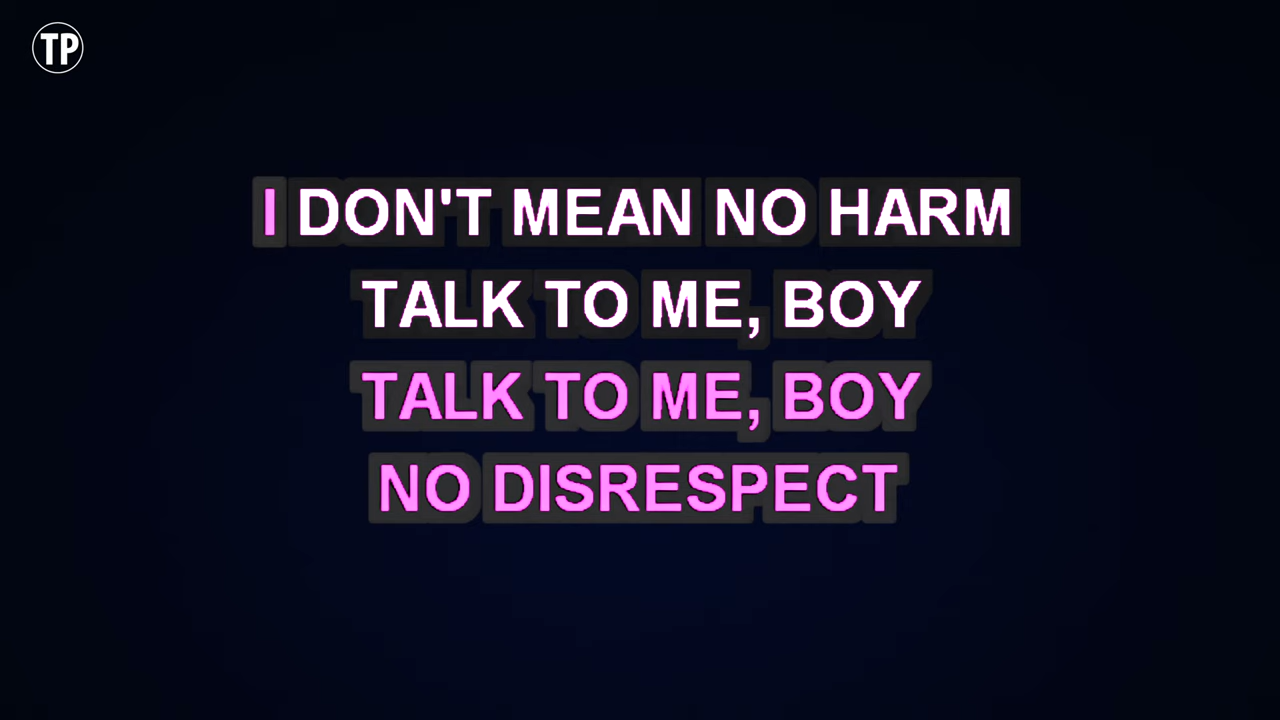 TP
I DON'T MEAN NO HARM
TALK TO ME, BOY
TALK TO ME, BOY
NO DISRESPECT